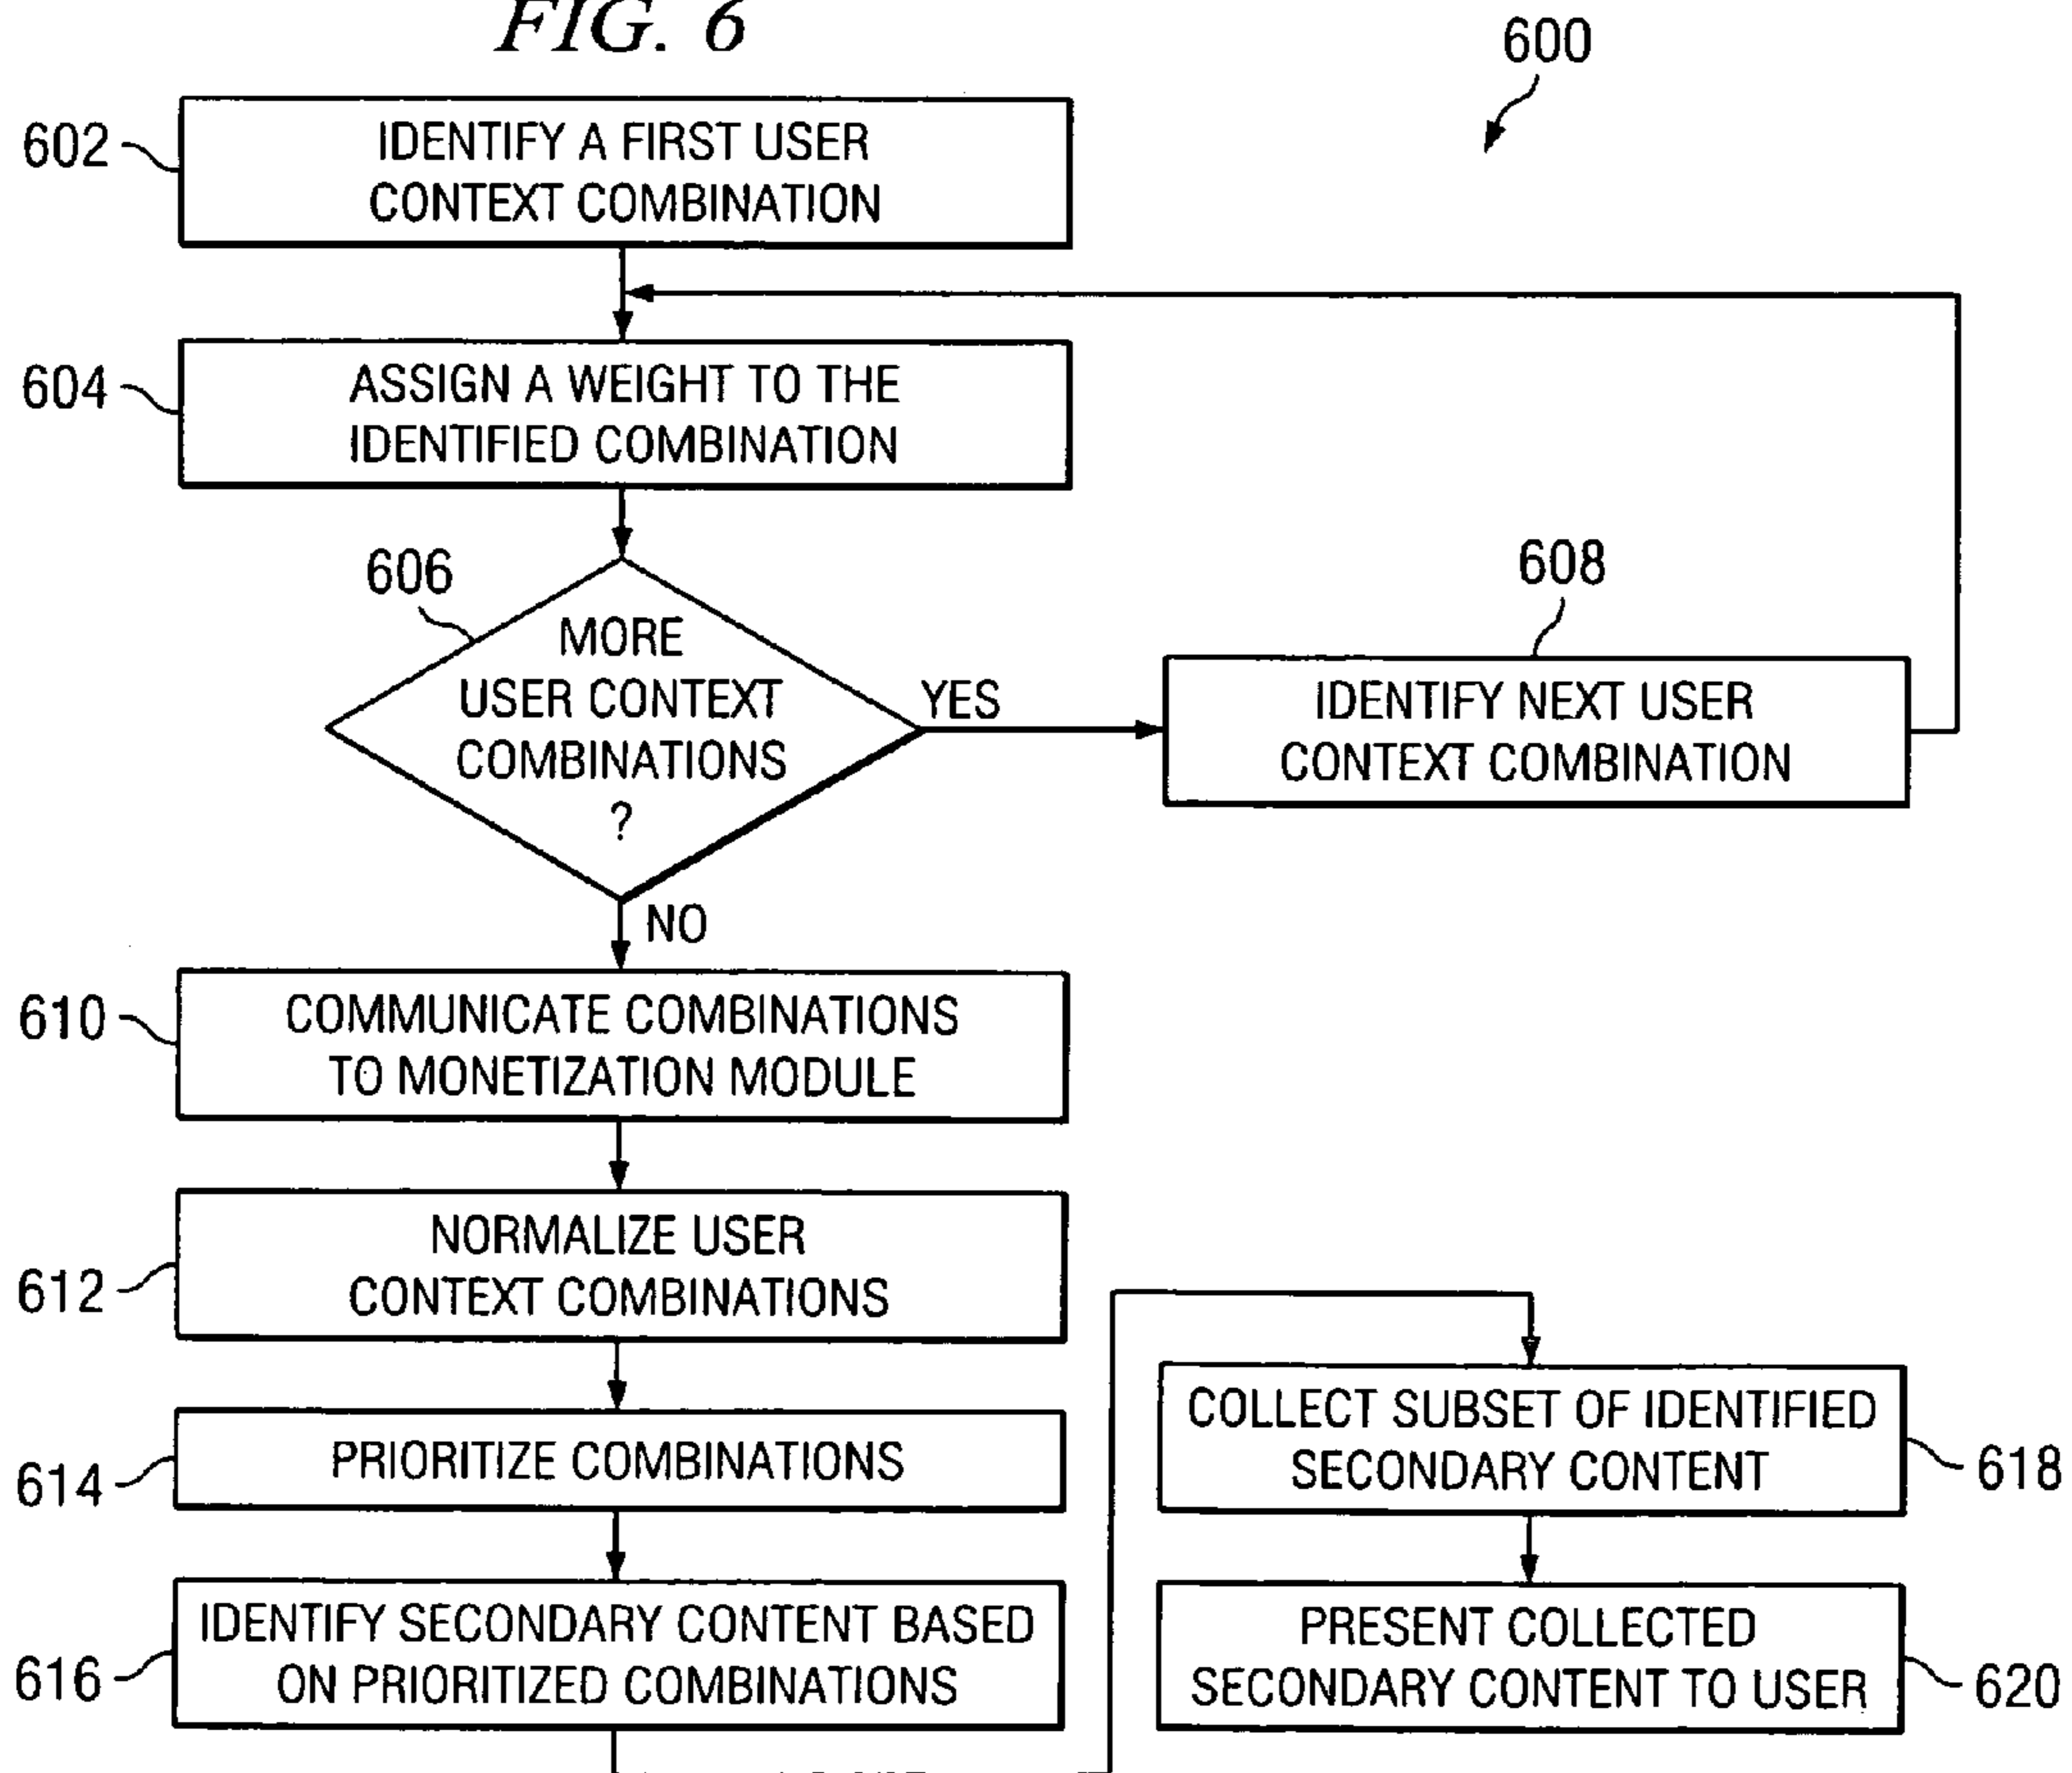 FIG. 6
600
602
IDENTIFY A FIRST USER
CONTEXT COMBINATION
604
ASSIGN A WEIGHT TO THE
IDENTIFIED COMBINATION
606
MORE
USER CONTEXT
COMBINATIONS
?
YES
608
IDENTIFY NEXT USER
CONTEXT COMBINATION
NO
610
COMMUNICATE COMBINATIONS
TO MONETIZATION MODULE
612
NORMALIZE USER
CONTEXT COMBINATIONS
614
PRIORITIZE COMBINATIONS
616
IDENTIFY SECONDARY CONTENT BASED
ON PRIORITIZED COMBINATIONS
COLLECT SUBSET OF IDENTIFIED
SECONDARY CONTENT
618
PRESENT COLLECTED
SECONDARY CONTENT TO USER
620